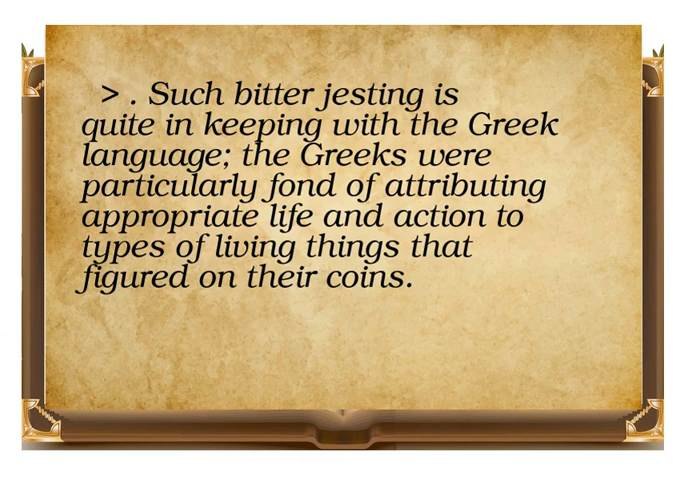 > . Such bitter jesting is
quite in keeping with the Greek
language; the Greeks were
particularly fond of attributing
appropriate life and action to
types of living things that
figured on their coins.